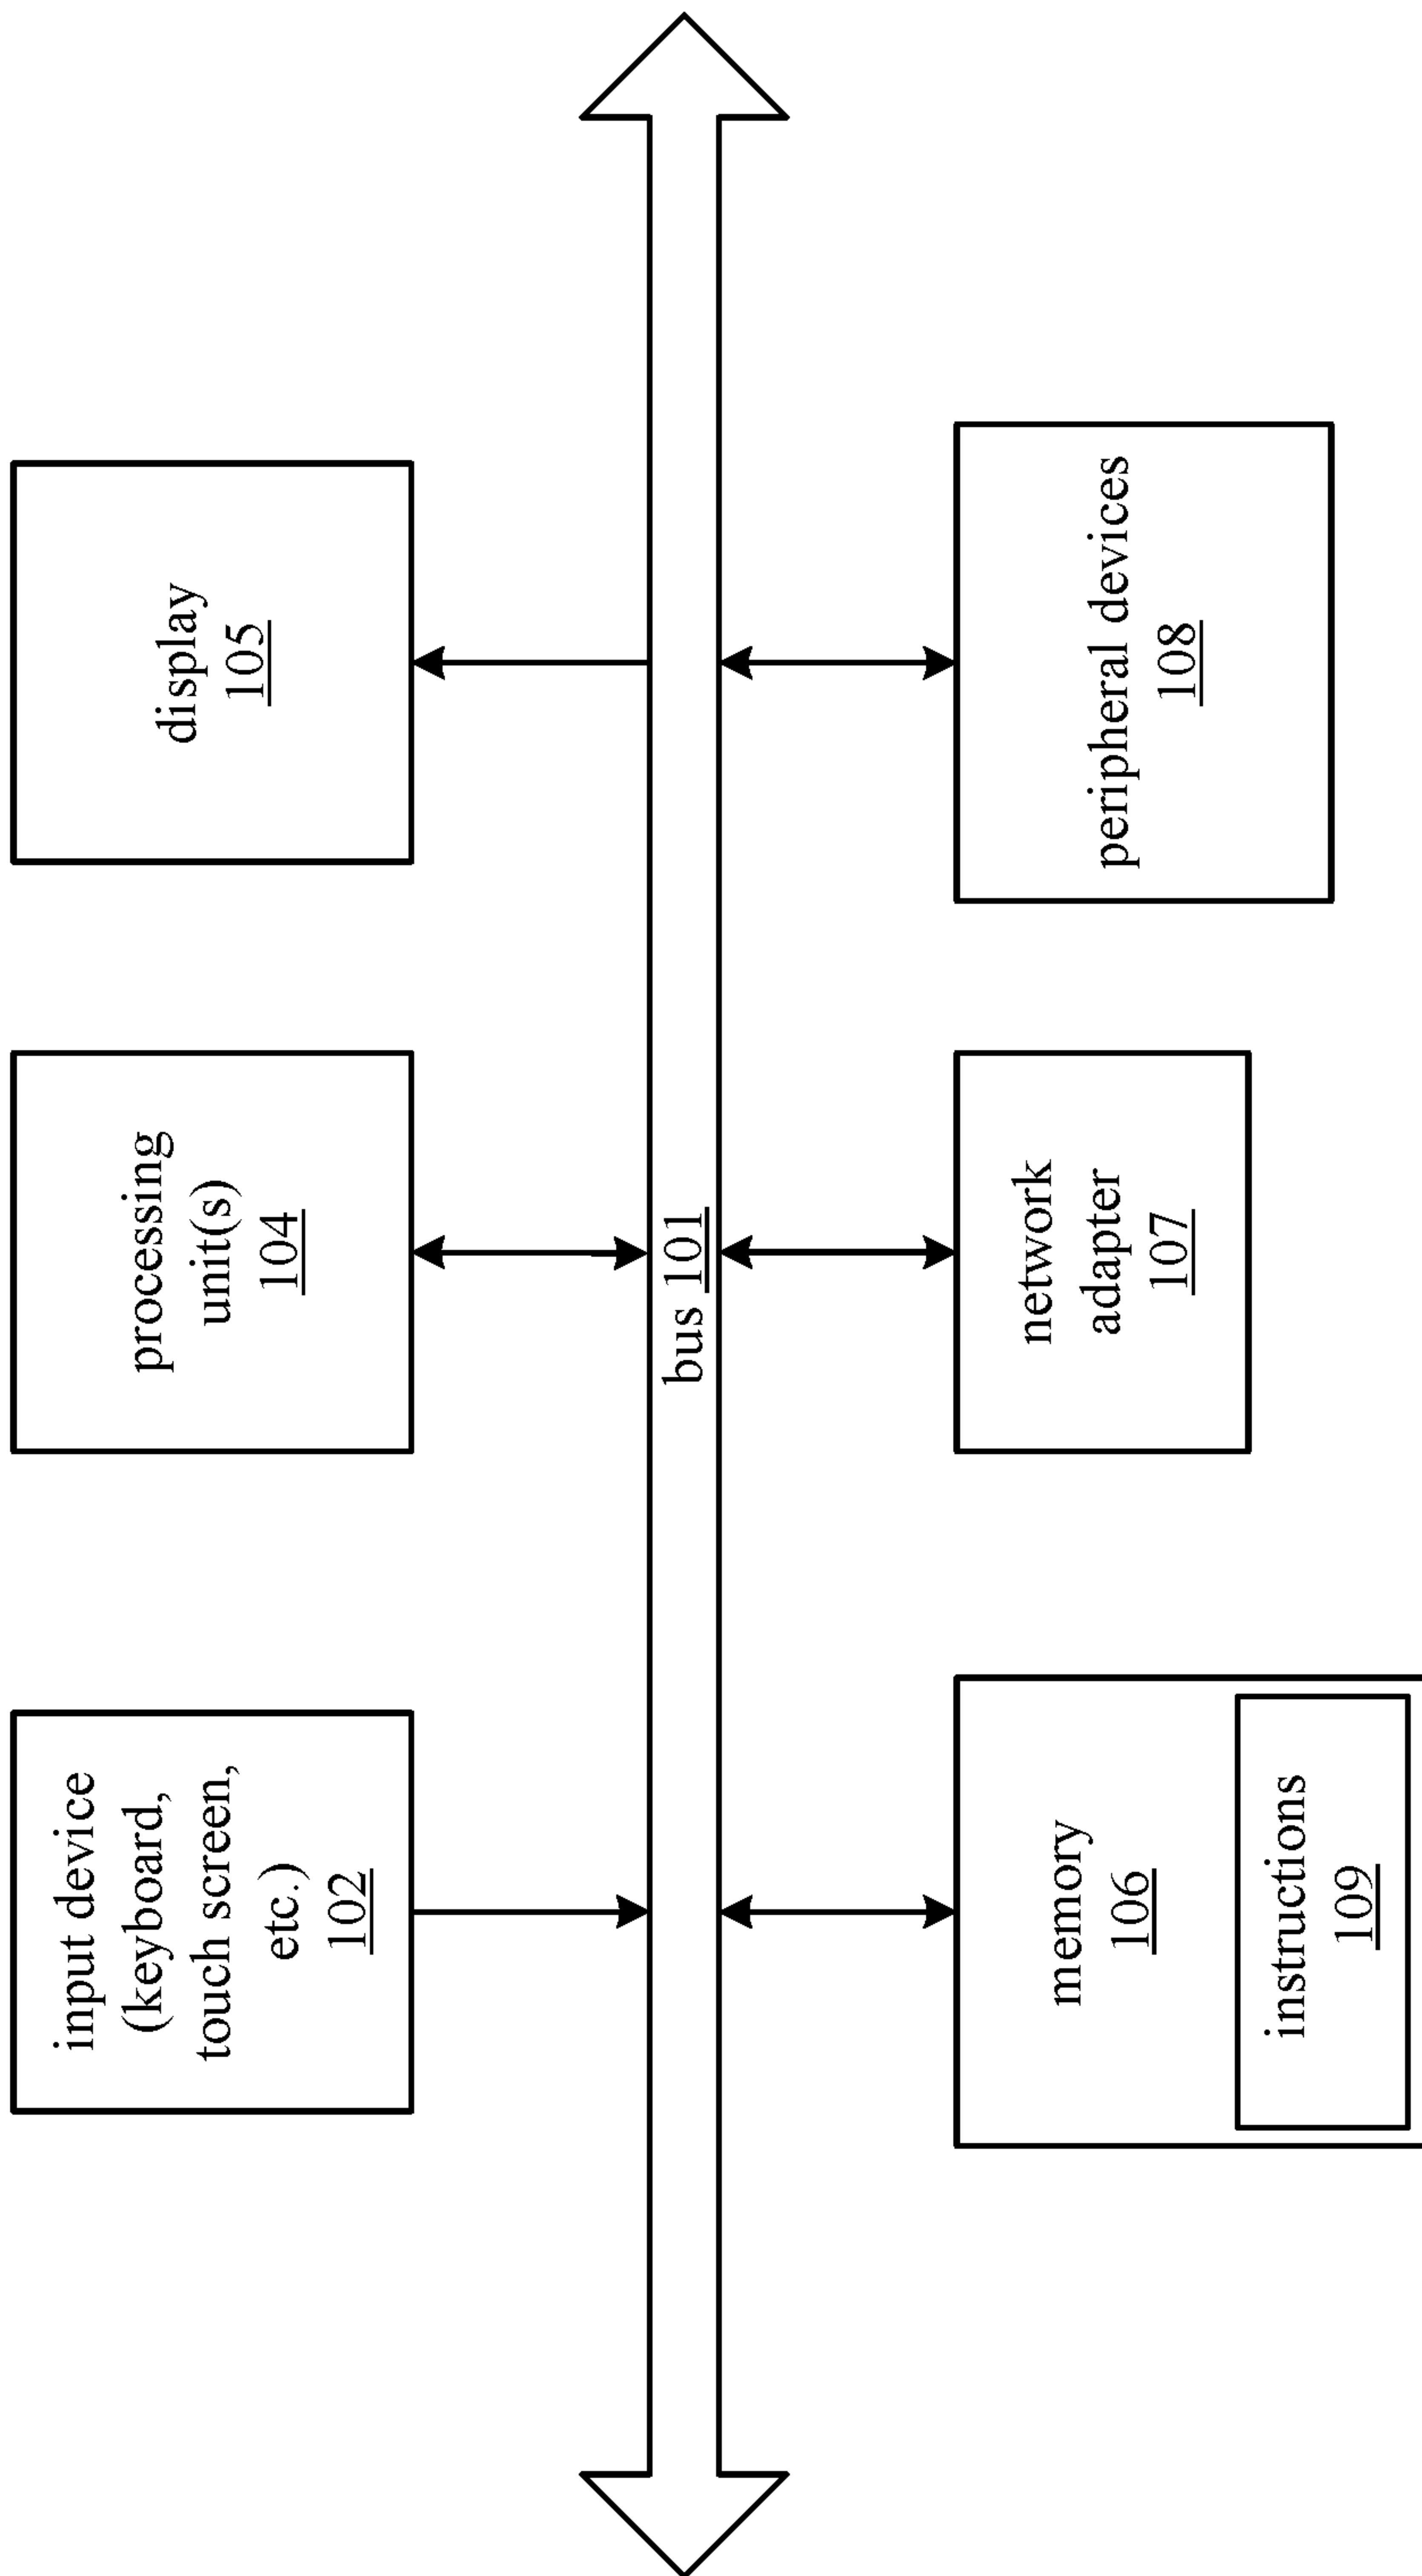 input device
(keyboard,
touch screen,
etc.)
102
processing
unit(s)
104
display
105
bus 101
memory
106
instructions
109
network
adapter
107
peripheral devices
108